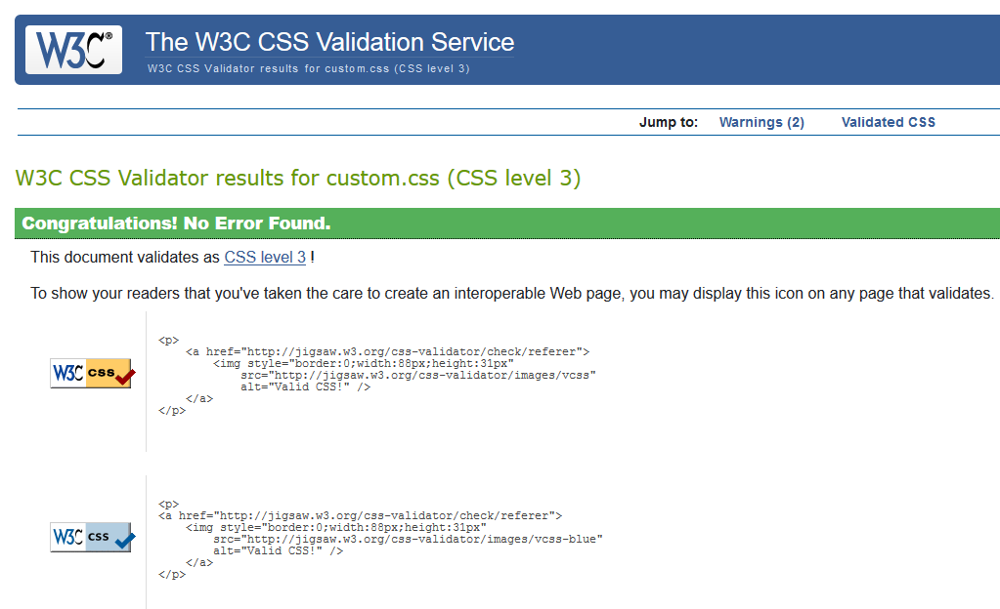 W3C® The W3C CSS Validation Service
W3C CSS Validator results for custom.css (CSS level 3)
Jump to: Warnings (2) Validated CSS
W3C CSS Validator results for custom.css (CSS level 3)
Congratulations! No Error Found.
This document validates as CSS level 3 !
To show your readers that you've taken the care to create an interoperable Web page, you may display this icon on any page that validates.
W3C css
<p>
<a href="http://jigsaw.w3.org/css-validator/check/referer">
<img style="border:0;width:88px;height:31px"
src="http://jigsaw.w3.org/css-validator/images/vcss"
alt="Valid CSS!" />
</a>
</p>
W3C css
<p>
<a href="http://jigsaw.w3.org/css-validator/check/referer">
<img style="border:0;width:88px;height:31px"
src="http://jigsaw.w3.org/css-validator/images/vcss-blue"
alt="Valid CSS!" />
</a>
</p>